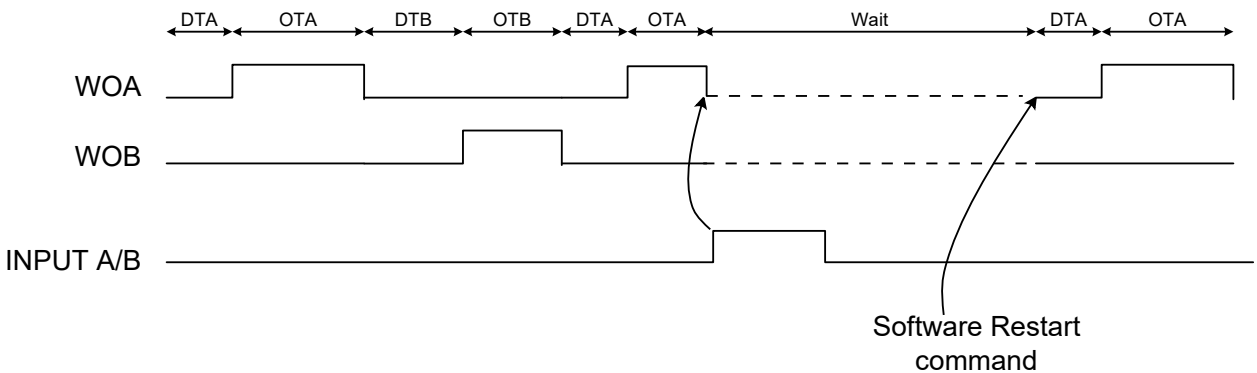 DTA OTA DTB OTB DTA OTA Wait DTA OTA
WOA
WOB
INPUT A/B
Software Restart
command